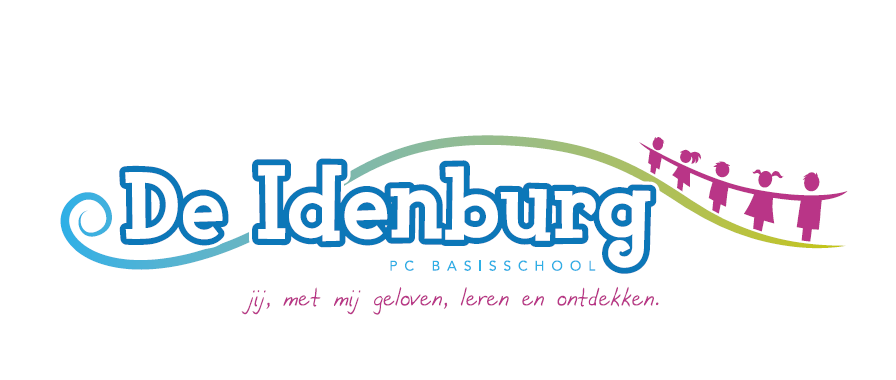 De Idenburg
PC BASISSCHOOL
jij, met mij geloven, leren en ontdekken.